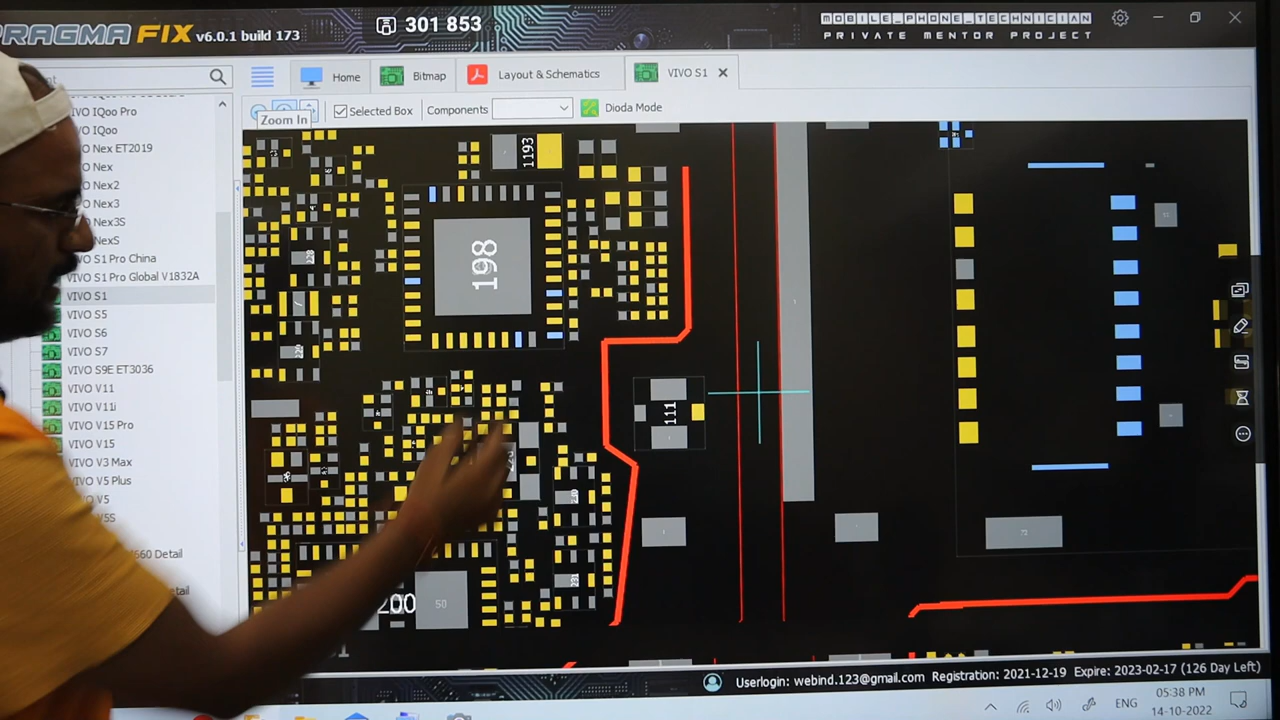 PRAGMA FIX v6.0.1 build 173
301 853
MOBILE_PHONE_TECHNICIAN
PRIVATE MENTOR PROJECT
Home
Bitmap
Layout & Schematics
VIVO S1
Selected Box
Components
Dioda Mode
Zoom In
VIVO IQoo Pro
VIVO IQoo
VIVO Nex ET2019
VIVO Nex
VIVO Nex2
VIVO Nex3
VIVO Nex3S
NexS
VIVO S1 Pro China
VIVO S1 Pro Global V1832A
VIVO S1
VIVO S5
VIVO S6
VIVO S7
VIVO S9E ET3036
VIVO V11
VIVO V11i
VIVO V15 Pro
VIVO V15
VIVO V3 Max
VIVO V5 Plus
V5
V5S
660 Detail
1193
198
111
200
50
231
Userlogin: webind.123@gmail.com Registration: 2021-12-19 Expire: 2023-02-17 (126 Day Left)
ENG
05:38 PM
14-10-2022